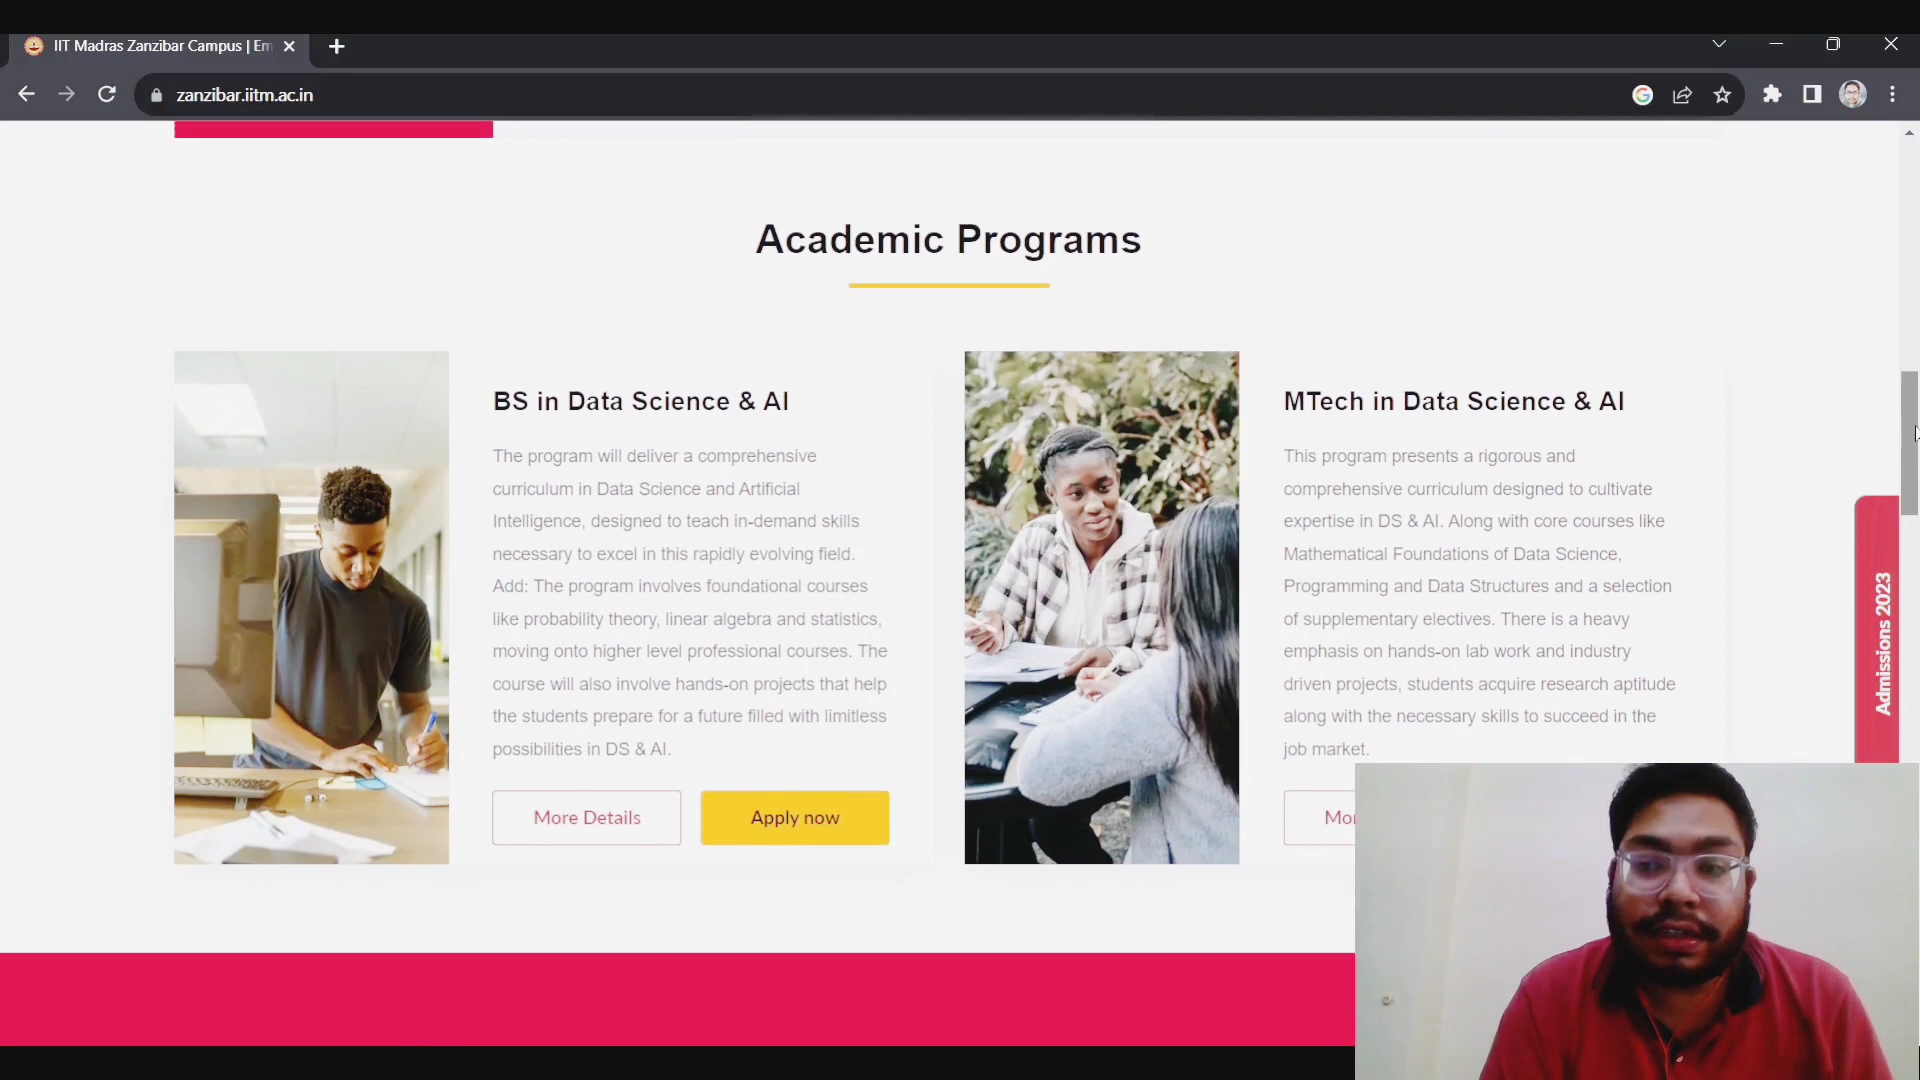 IIT Madras Zanzibar Campus | Em
zanzibar.iitm.ac.in
Academic Programs
BS in Data Science & AI
The program will deliver a comprehensive
curriculum in Data Science and Artificial
Intelligence, designed to teach in-demand skills
necessary to excel in this rapidly evolving field.
Add: The program involves foundational courses
like probability theory, linear algebra and statistics,
moving onto higher level professional courses. The
course will also involve hands-on projects that help
the students prepare for a future filled with limitless
possibilities in DS & AI.
More Details
Apply now
MTech in Data Science & AI
This program presents a rigorous and
comprehensive curriculum designed to cultivate
expertise in DS & AI. Along with core courses like
Mathematical Foundations of Data Science,
Programming and Data Structures and a selection
of supplementary electives. There is a heavy
emphasis on hands-on lab work and industry
driven projects, students acquire research aptitude
along with the necessary skills to succeed in the
job market.
Mor
Admissions 2023